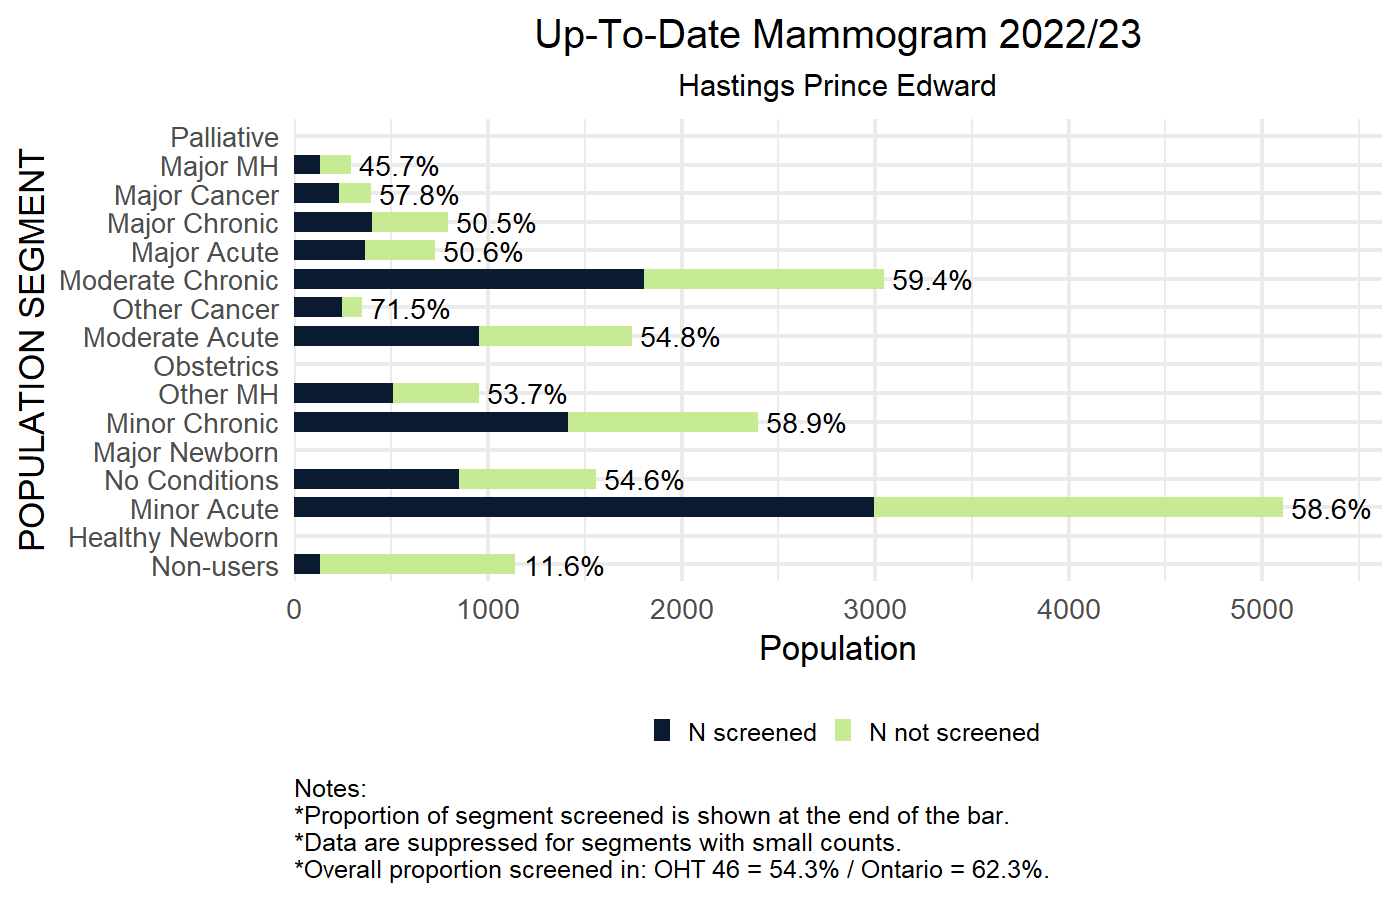 Up-To-Date Mammogram 2022/23
Hastings Prince Edward
POPULATION SEGMENT
Palliative
Major MH 45.7%
Major Cancer 57.8%
Major Chronic 50.5%
Major Acute 50.6%
Moderate Chronic 59.4%
Other Cancer 71.5%
Moderate Acute 54.8%
Obstetrics
Other MH 53.7%
Minor Chronic 58.9%
Major Newborn
No Conditions 54.6%
Minor Acute 58.6%
Healthy Newborn
Non-users 11.6%
0 1000 2000 3000 4000 5000
Population
N screened N not screened
Notes:
*Proportion of segment screened is shown at the end of the bar.
*Data are suppressed for segments with small counts.
*Overall proportion screened in: OHT 46 = 54.3% / Ontario = 62.3%.